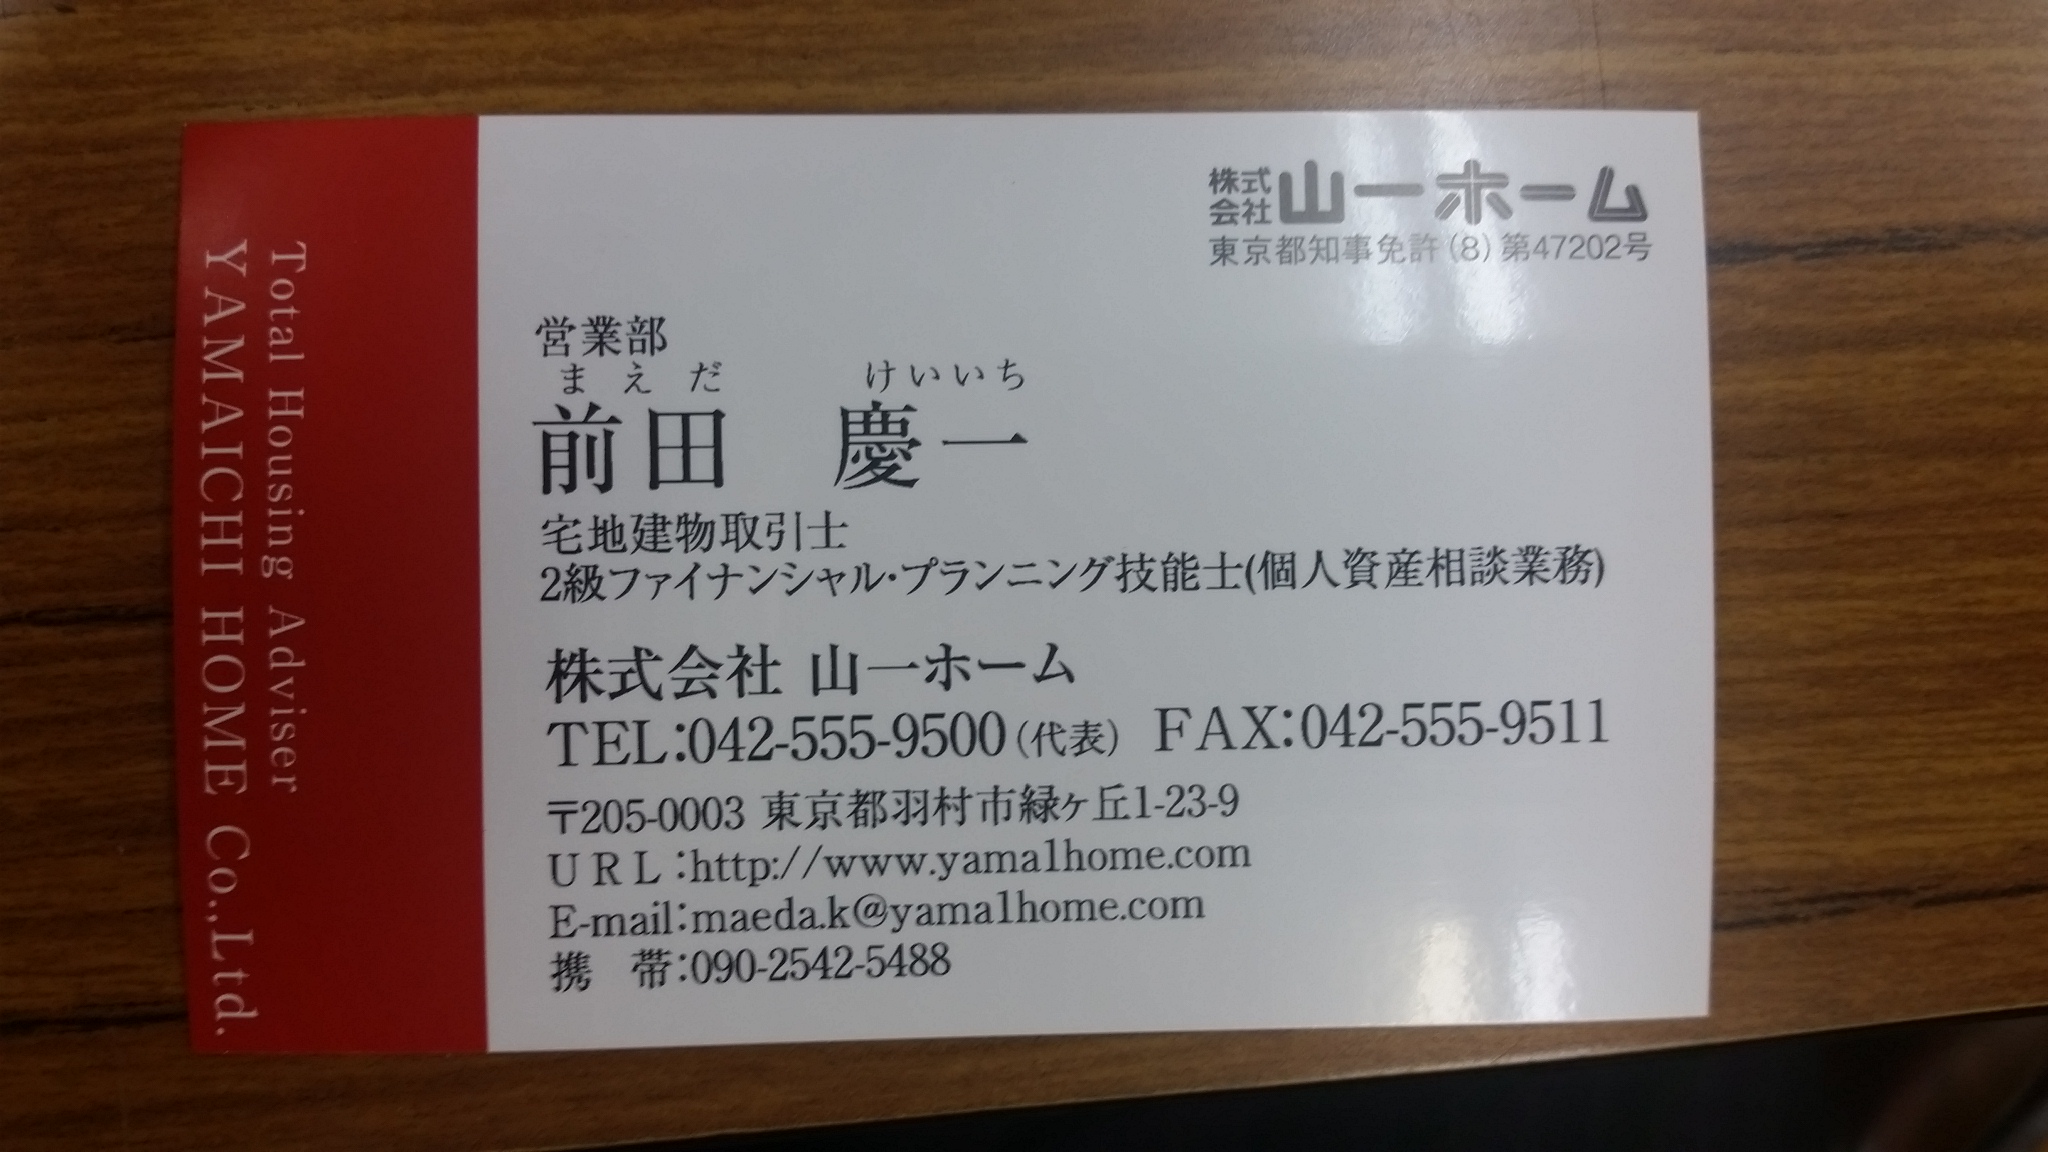 Total Housing Adviser
YAMAICHI HOME Co.,Ltd.
株式会社 山一ホーム
東京都知事免許(8)第47202号
営業部
まえだ けいいち
前田 慶一
宅地建物取引士
2級ファイナンシャル・プランニング技能士(個人資産相談業務)
株式会社 山一ホーム
TEL:042-555-9500(代表) FAX:042-555-9511
〒205-0003 東京都羽村市緑ヶ丘1-23-9
URL:http://www.yama1home.com
E-mail:maeda.k@yama1home.com
携 帯:090-2542-5488